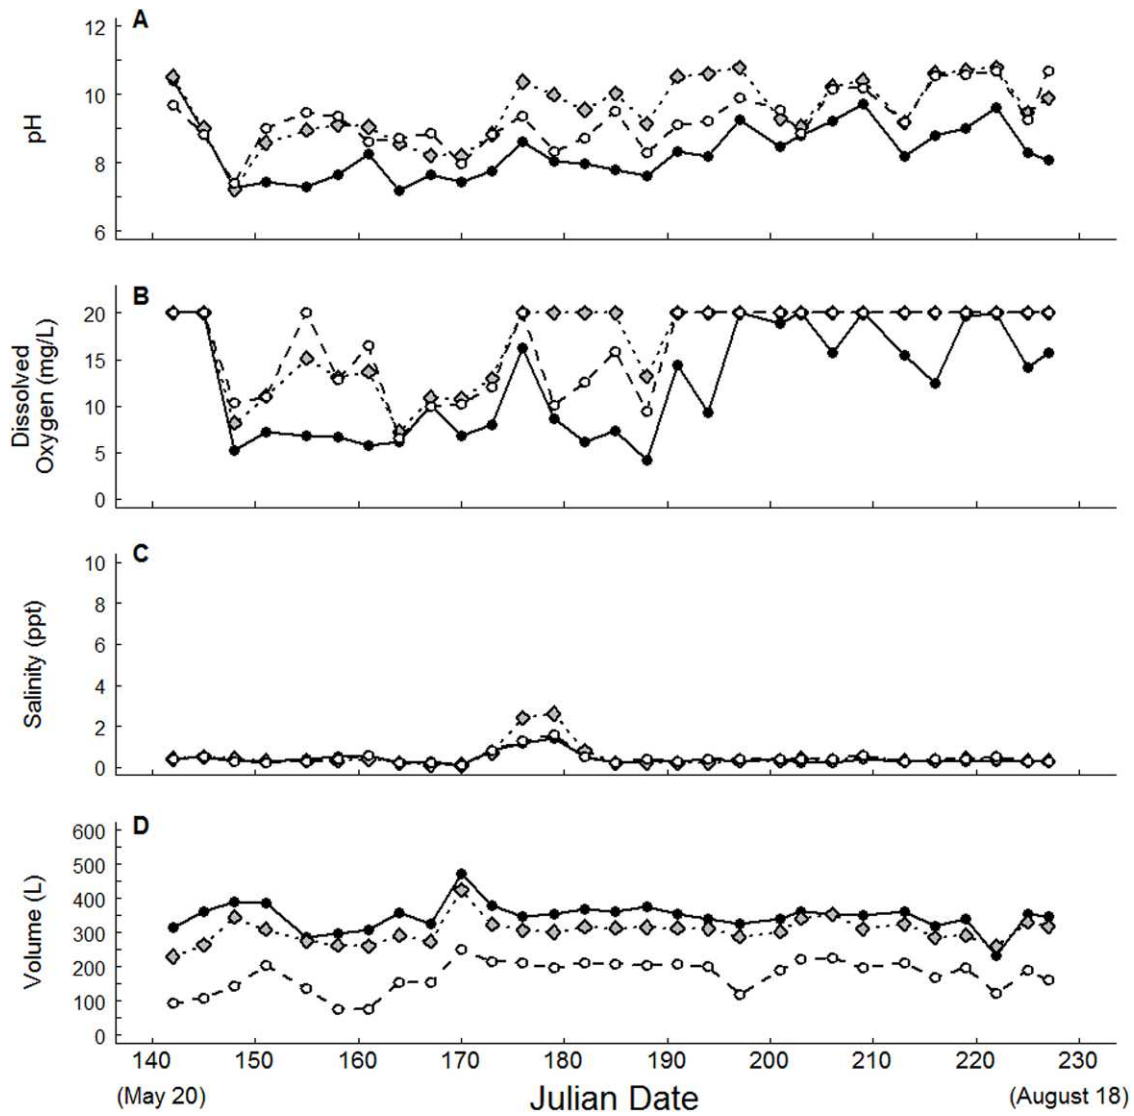 A
12
10
8
6
pH
B
20
15
10
5
0
Dissolved
Oxygen (mg/L)
C
10
8
6
4
2
0
Salinity (ppt)
D
600
500
400
300
200
100
0
Volume (L)
140 150 160 170 180 190 200 210 220 230
(May 20) Julian Date (August 18)